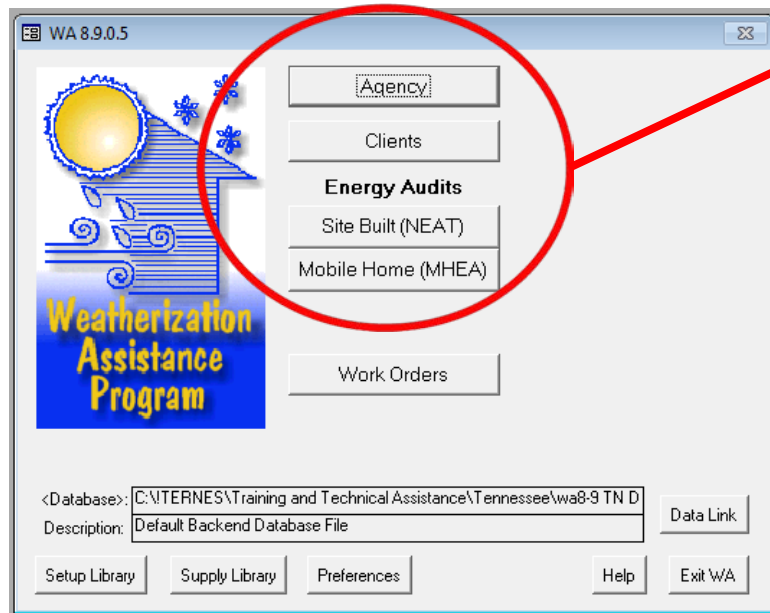 WA 8.9.0.5
Agency
Clients
Energy Audits
Site Built (NEAT)
Mobile Home (MHEA)
Weatherization
Assistance
Program
Work Orders
<Database>: C:\!TERNES\Training and Technical Assistance\Tennessee\wa8-9 TN D
Description: Default Backend Database File
Data Link
Setup Library Supply Library Preferences Help Exit WA